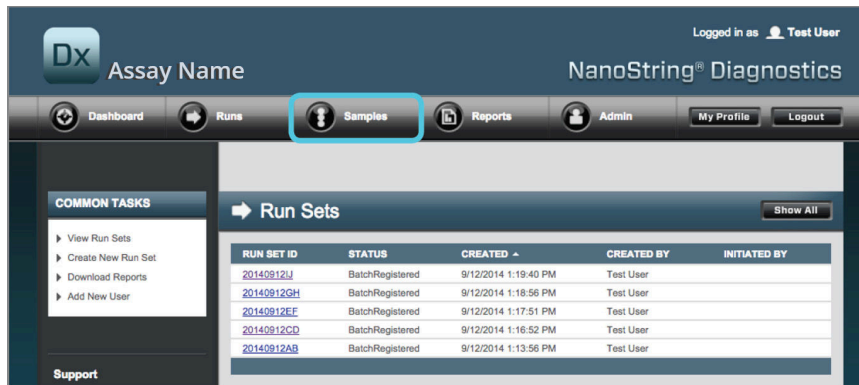 Logged in as Test User
Dx Assay Name
NanoString® Diagnostics
Dashboard Runs Samples Reports Admin My Profile Logout
COMMON TASKS
View Run Sets
Create New Run Set
Download Reports
Add New User
Support
Run Sets Show All
RUN SET ID STATUS CREATED CREATED BY INITIATED BY
20140912IJ BatchRegistered 9/12/2014 1:19:40 PM Test User
20140912GH BatchRegistered 9/12/2014 1:18:56 PM Test User
20140912EF BatchRegistered 9/12/2014 1:17:51 PM Test User
20140912CD BatchRegistered 9/12/2014 1:16:52 PM Test User
20140912AB BatchRegistered 9/12/2014 1:13:56 PM Test User